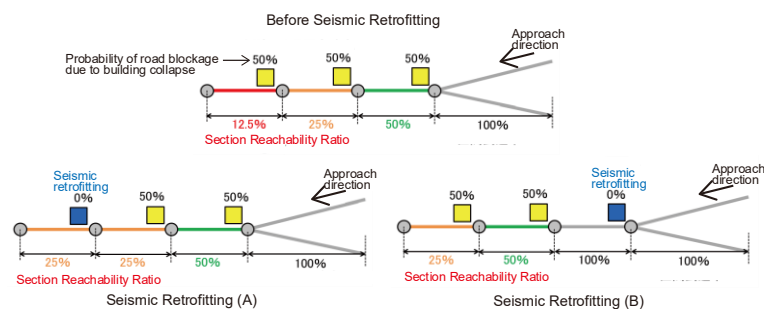 Before Seismic Retrofitting
Approach
direction
Probability of road blockage
due to building collapse
50%
50%
50%
12.5%
25%
50%
100%
Section Reachability Ratio
Seismic
retrofitting
0%
50%
50%
Approach
direction
25%
25%
50%
100%
Section Reachability Ratio
Seismic Retrofitting (A)
50%
50%
Seismic
retrofitting
0%
Approach
direction
25%
50%
100%
100%
Section Reachability Ratio
Seismic Retrofitting (B)